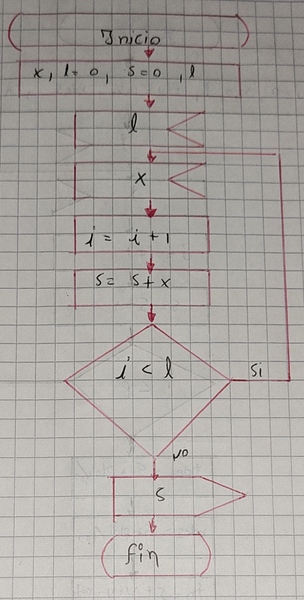 Inicio
x, i=0, s=0, l
l
x
i = i + 1
s = s + x
i < l
si
NO
s
fin